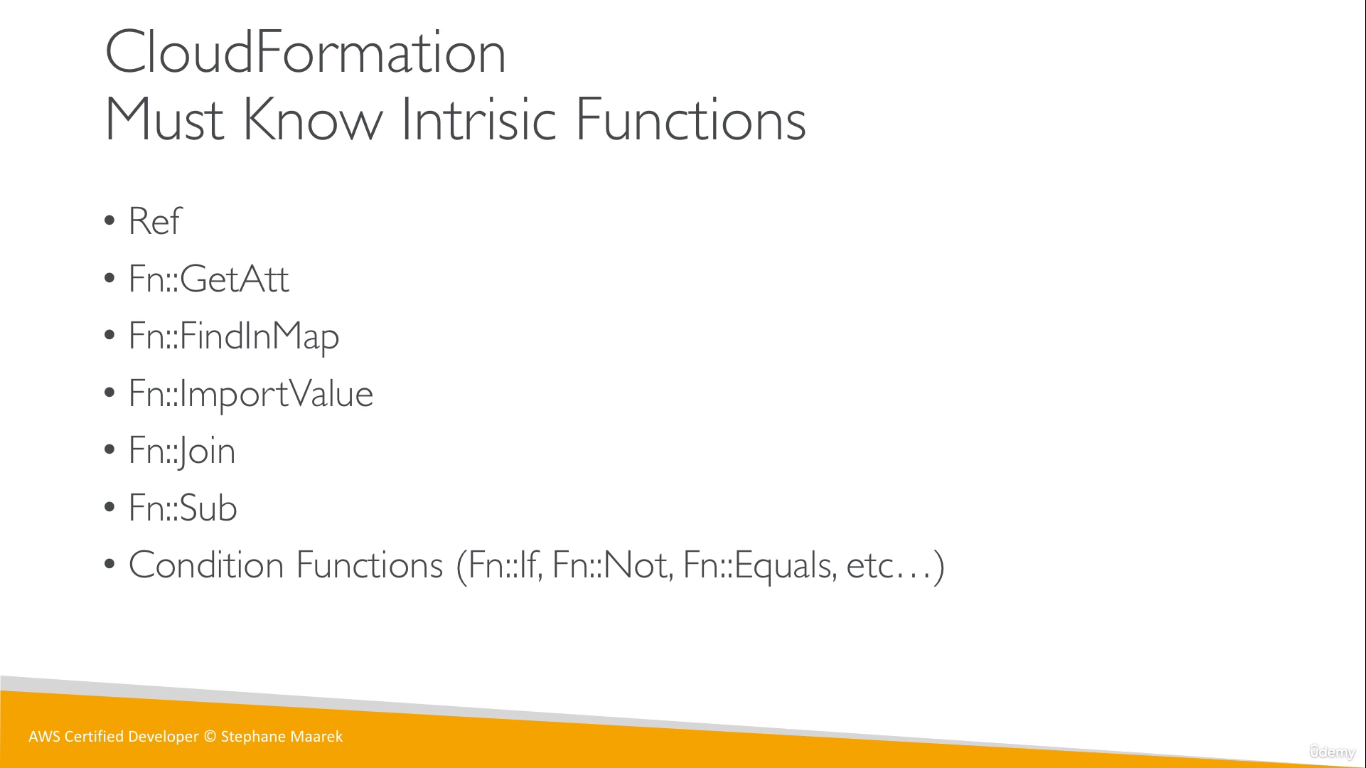 CloudFormation
Must Know Intrisic Functions
• Ref
• Fn::GetAtt
• Fn::FindInMap
• Fn::ImportValue
• Fn::Join
• Fn::Sub
• Condition Functions (Fn::If, Fn::Not, Fn::Equals, etc…)
AWS Certified Developer © Stephane Maarek
ûdemy